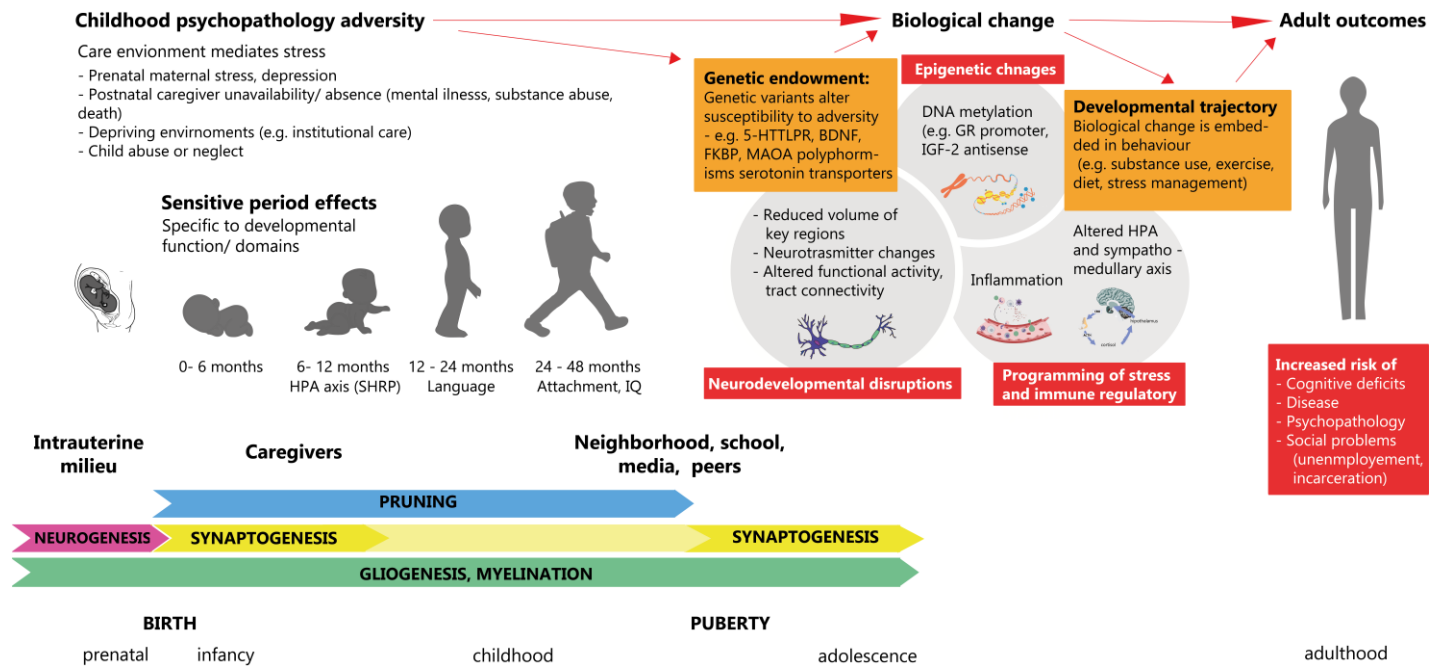 Childhood psychopathology adversity
Care envionment mediates stress
- Prenatal maternal stress, depression
- Postnatal caregiver unavailability/ absence (mental ilnesss, substance abuse,
death)
- Depriving envirnoments (e.g. institutional care)
- Child abuse or neglect
Sensitive period effects
Specific to developmental
function/ domains
0- 6 months
6- 12 months
HPA axis (SHRP)
12 - 24 months
Language
24 - 48 months
Attachment, IQ
Biological change
Genetic endowment:
Genetic variants alter
susceptibility to adversity
- e.g. 5-HTTLPR, BDNF,
FKBP, MAOA polyphorm-
isms serotonin transporters
Epigenetic chnages
DNA metylation
(e.g. GR promoter,
IGF-2 antisense
Developmental trajectory
Biological change is embed-
ded in behaviour
(e.g. substance use, exercise,
diet, stress management)
- Reduced volume of
key regions
- Neurotrasmitter changes
- Altered functional activity,
tract connectivity
Neurodevelopmental disruptions
Inflammation
Altered HPA
and sympatho -
medullary axis
hypothalamus
cortisol
Programming of stress
and immune regulatory
Adult outcomes
Increased risk of
- Cognitive deficits
- Disease
- Psychopathology
- Social problems
(unenmployement,
incarceration)
Intrauterine
milieu
Caregivers
Neighborhood, school,
media, peers
PRUNING
NEUROGENESIS
SYNAPTOGENESIS
SYNAPTOGENESIS
GLIOGENESIS, MYELINATION
BIRTH
PUBERTY
prenatal
infancy
childhood
adolescence
adulthood